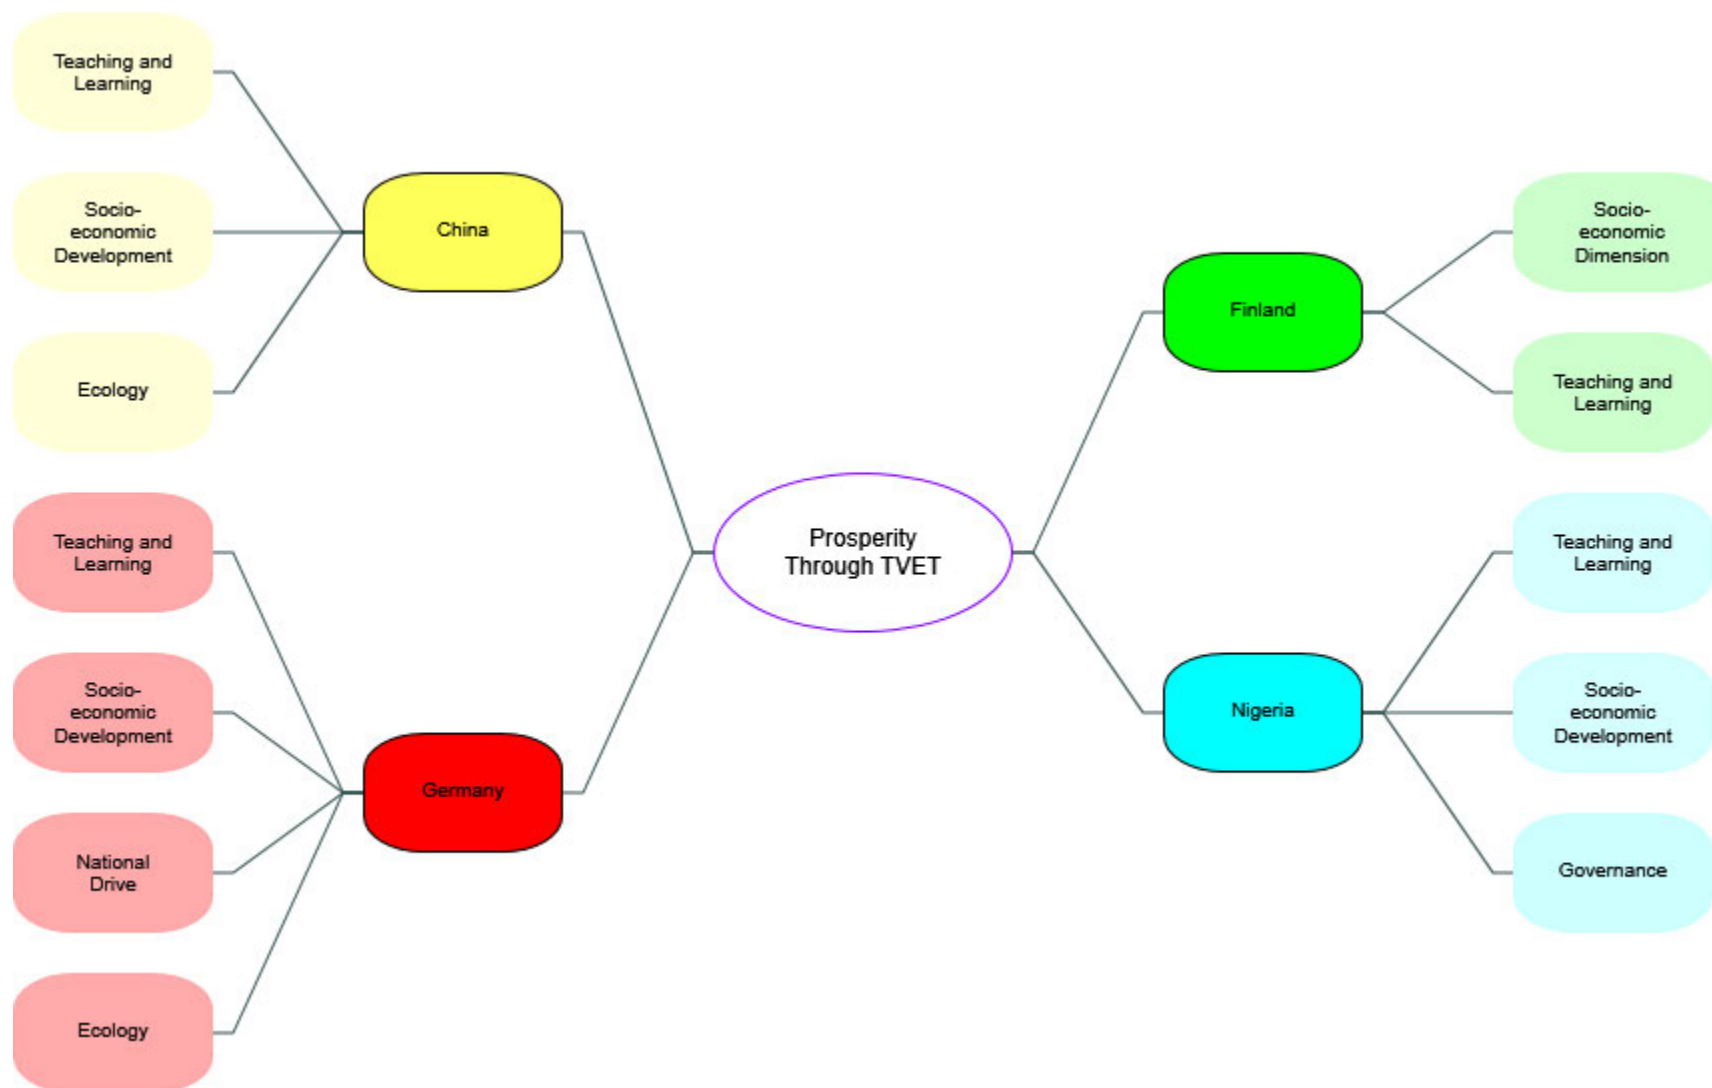 Teaching and
Learning
Socio-
economic
Development
Ecology
China
Teaching and
Learning
Socio-
economic
Development
National
Drive
Ecology
Germany
Prosperity
Through TVET
Finland
Socio-
economic
Dimension
Teaching and
Learning
Nigeria
Teaching and
Learning
Socio-
economic
Development
Governance